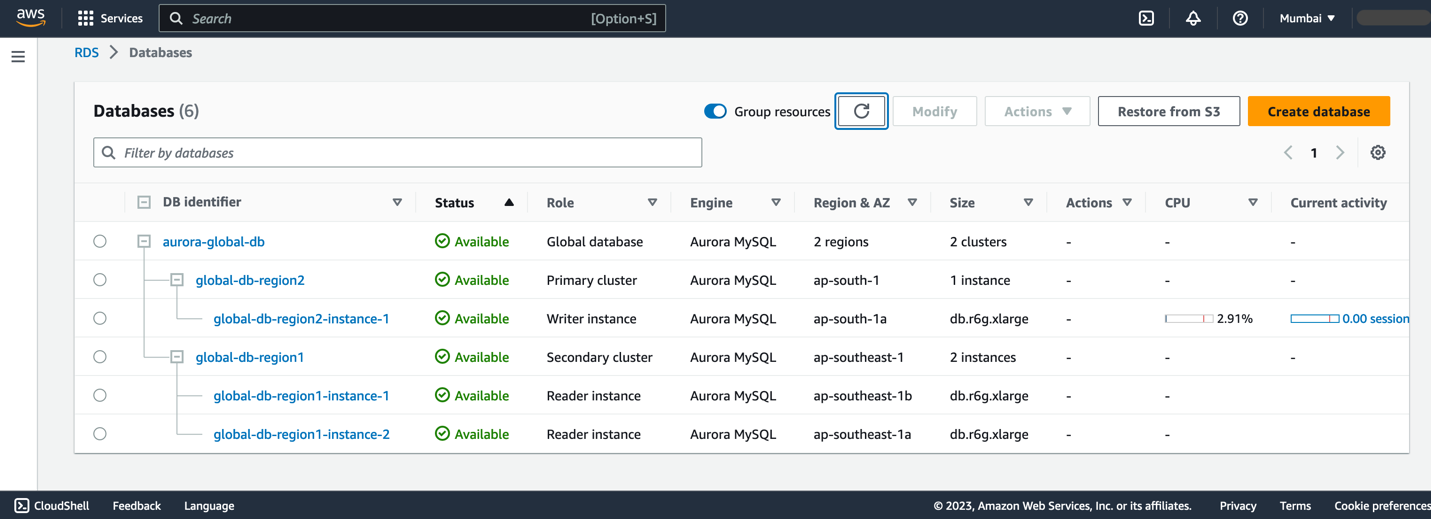 aws Services Search [Option+S] Mumbai
RDS Databases
Databases (6) Group resources Modify Actions Restore from S3 Create database
Filter by databases 1
DB identifier Status Role Engine Region & AZ Size Actions CPU Current activity
aurora-global-db Available Global database Aurora MySQL 2 regions 2 clusters - - -
global-db-region2 Available Primary cluster Aurora MySQL ap-south-1 1 instance - - -
global-db-region2-instance-1 Available Writer instance Aurora MySQL ap-south-1a db.r6g.xlarge - 2.91% 0.00 session
global-db-region1 Available Secondary cluster Aurora MySQL ap-southeast-1 2 instances - - -
global-db-region1-instance-1 Available Reader instance Aurora MySQL ap-southeast-1b db.r6g.xlarge - -
global-db-region1-instance-2 Available Reader instance Aurora MySQL ap-southeast-1a db.r6g.xlarge - -
CloudShell Feedback Language © 2023, Amazon Web Services, Inc. or its affiliates. Privacy Terms Cookie preferences